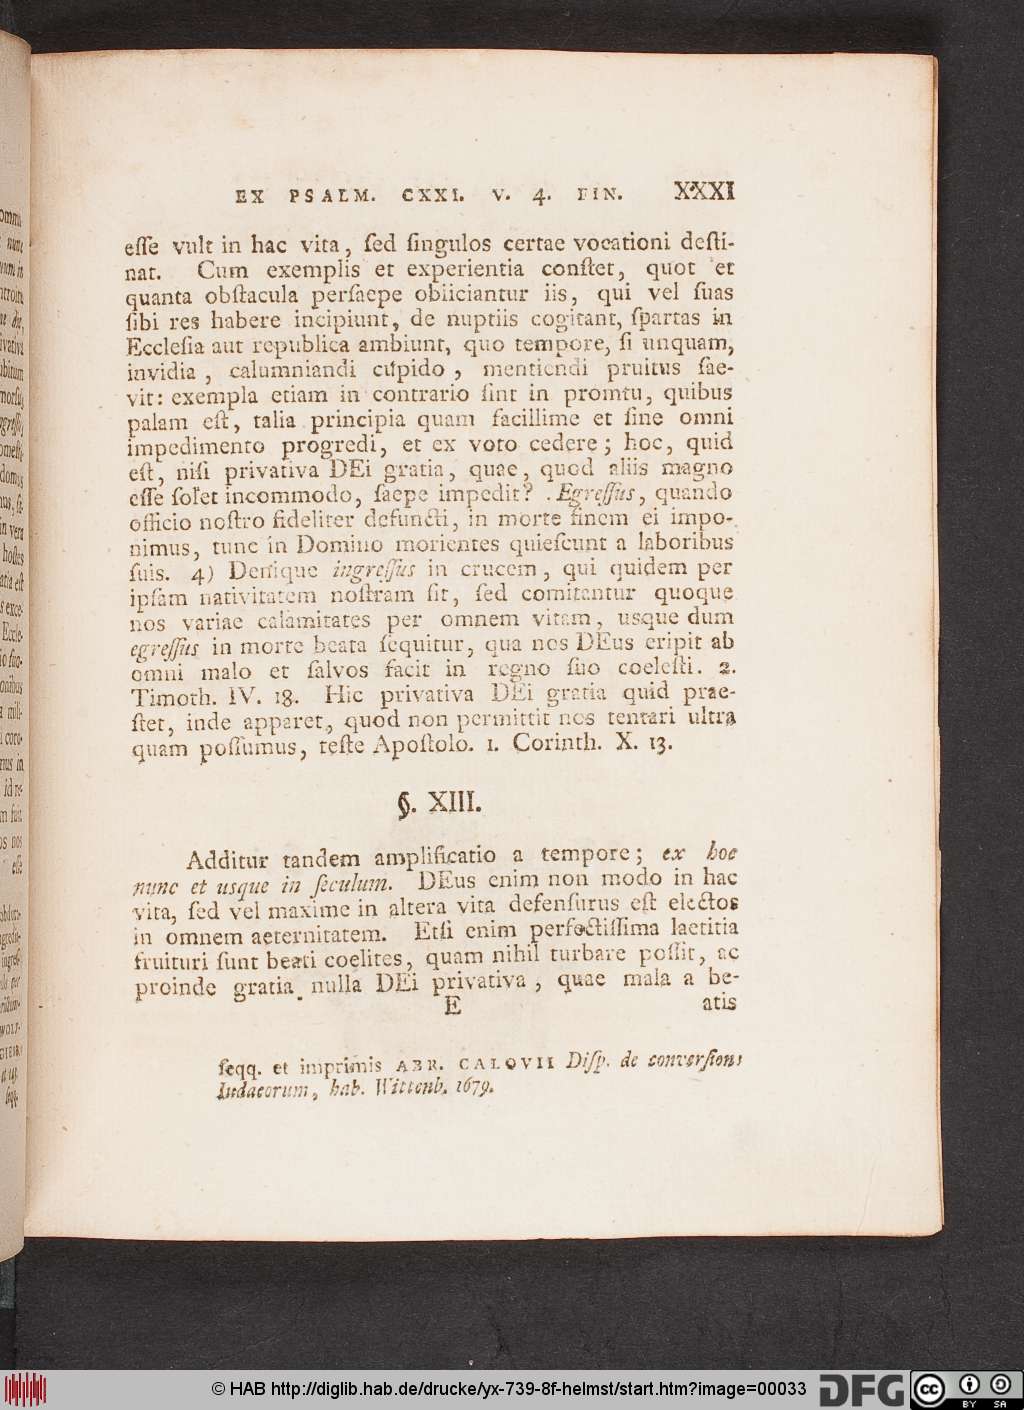 EX PSALM. CXXI. V. 4. FIN. XXXI
eſſe vult in hac vita, ſed ſingulos certae vocationi deſti-
nat. Cum exemplis et experientia conſtet, quot et
quanta obſtacula perſaepe obiiciantur iis, qui vel ſuas
ſibi res habere incipiunt, de nuptiis cogitant, ſpartas in
Eccleſia aut republica ambiunt, quo tempore, ſi unquam,
invidia, calumniandi cupido, mentiendi pruitus ſae-
vit: exempla etiam in contrario ſint in promtu, quibus
palam eſt, talia principia quam facillime et ſine omni
impedimento progredi, et ex voto cedere; hoc, quid
eſt, niſi privativa DEi gratia, quae, quod aliis magno
eſſe ſolet incommodo, ſaepe impedit? Egreſſus, quando
officio noſtro fideliter defuncti, in morte finem ei impo-
nimus, tunc in Domino morientes quieſcunt a laboribus
ſuis. 4) Denique ingreſſus in crucem, qui quidem per
ipſam nativitatem noſtram fit, ſed comitantur quoque
nos variae calamitates per omnem vitam, usque dum
egreſſus in morte beata ſequitur, qua nos DEus eripit ab
omni malo et ſalvos facit in regno ſuo coeleſti. 2.
Timoth. IV. 18. Hic privativa DEi gratia quid prae-
ſtet, inde apparet, quod non permittit nos tentari ultra
quam poſſumus, teſte Apoſtolo. 1. Corinth. X. 13.
§. XIII.
Additur tandem amplificatio a tempore; ex hoc
nunc et usque in ſeculum. DEus enim non modo in hac
vita, ſed vel maxime in altera vita defenſurus eſt electos
in omnem aeternitatem. Etſi enim perfectiſſima laetitia
fruituri ſunt beati coelites, quam nihil turbare poſſit, ac
proinde gratia nulla DEi privativa, quae mala a be-
E atis
ſeqq. et imprimis ABR. CALOVII Diſp. de converſione
Iudaeorum, hab. Wittenb. 1679.
© HAB http://diglib.hab.de/drucke/yx-739-8f-helmst/start.htm?image=00033
DFG
cc BY SA